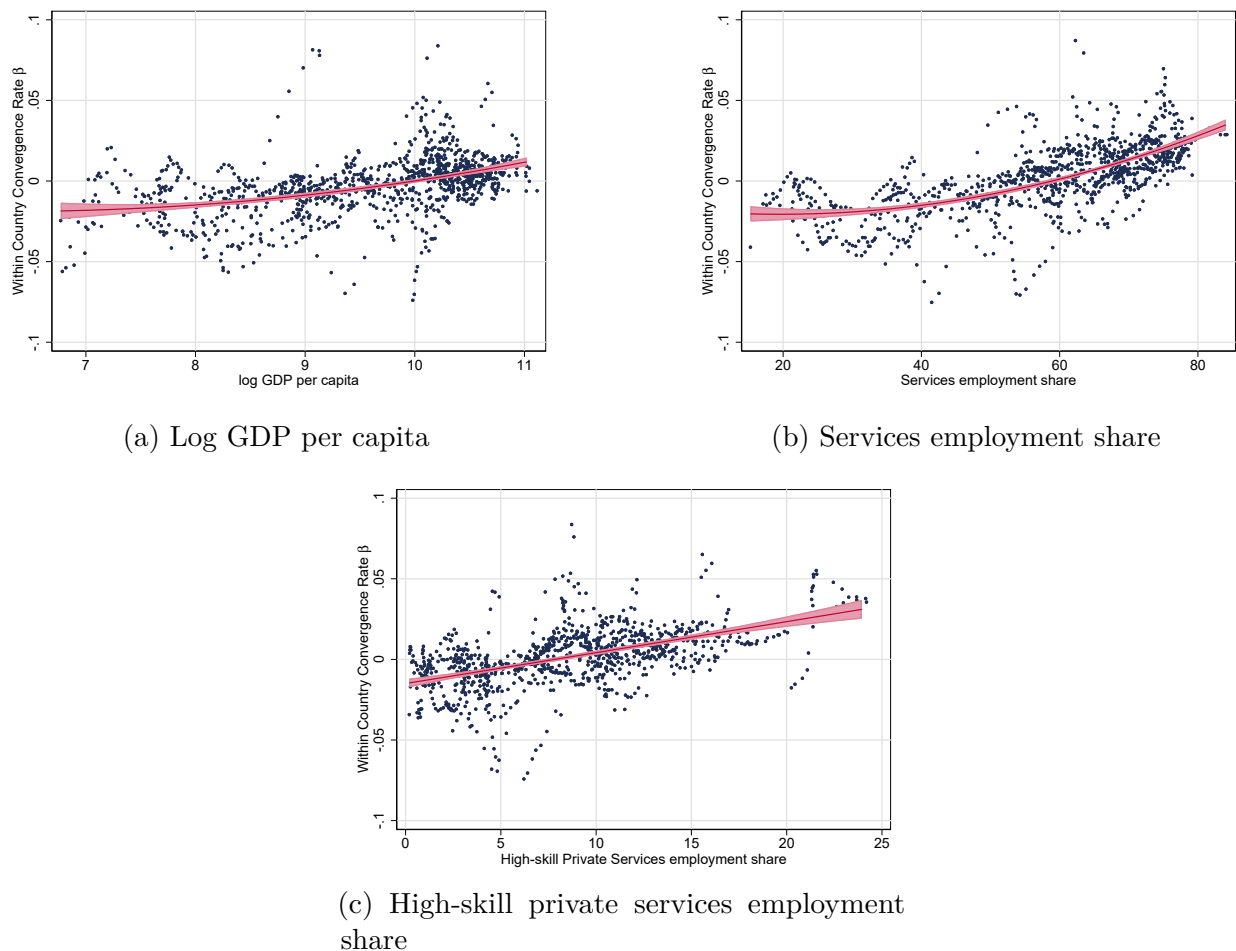 .1
.05
0
-.05
-.1
Within Country Convergence Rate β
7 8 9 10 11
log GDP per capita
(a) Log GDP per capita
.1
.05
0
-.05
-.1
Within Country Convergence Rate β
20 40 60 80
Services employment share
(b) Services employment share
.1
.05
0
-.05
-.1
Within Country Convergence Rate β
0 5 10 15 20 25
High-skill Private Services employment share
(c) High-skill private services employment
share